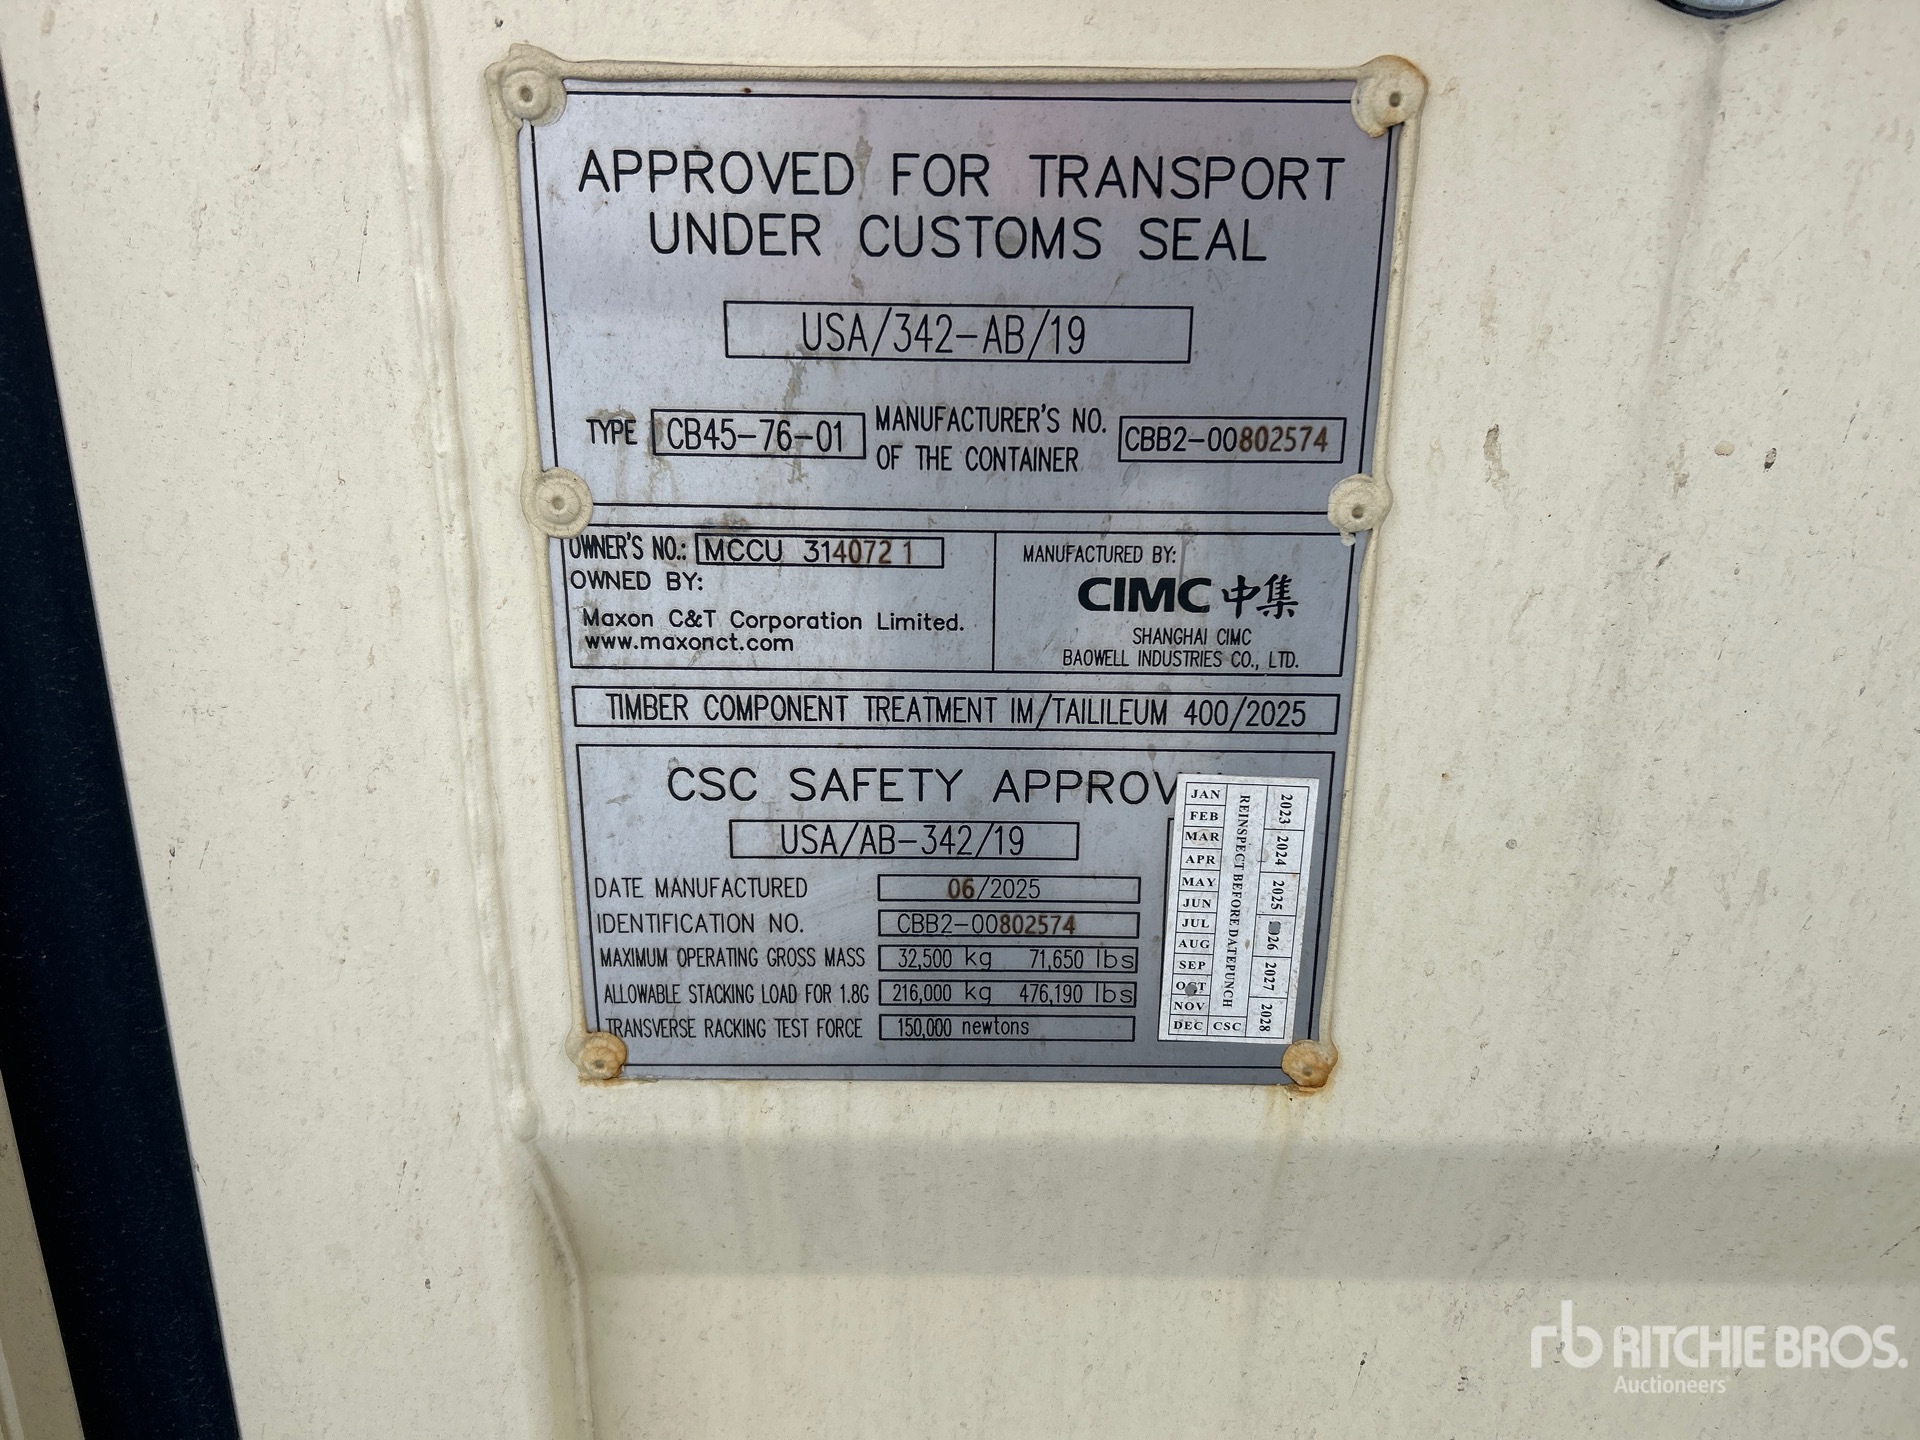 APPROVED FOR TRANSPORT
UNDER CUSTOMS SEAL
USA/342-AB/19
TYPE CB45-76-01 MANUFACTURER'S NO. OF THE CONTAINER CBB2-00802574
OWNER'S NO.: MCCU 314072 1
OWNED BY:
Maxon C&T Corporation Limited.
www.maxonct.com
MANUFACTURED BY:
CIMC 中集
SHANGHAI CIMC
BAOWELL INDUSTRIES CO., LTD.
TIMBER COMPONENT TREATMENT IM/TAILILEUM 400/2025
CSC SAFETY APPROV
USA/AB-342/19
DATE MANUFACTURED 06/2025
IDENTIFICATION NO. CBB2-00802574
MAXIMUM OPERATING GROSS MASS 32,500 kg 71,650 lbs
ALLOWABLE STACKING LOAD FOR 1.8G 216,000 kg 476,190 lbs
TRANSVERSE RACKING TEST FORCE 150,000 newtons
JAN
FEB
MAR
APR
MAY
JUN
JUL
AUG
SEP
OCT
NOV
DEC CSC
REINSPECT BEFORE DATEPUNCH
2023 2024 2025 2026 2027 2028
rb RITCHIE BROS.
Auctioneers